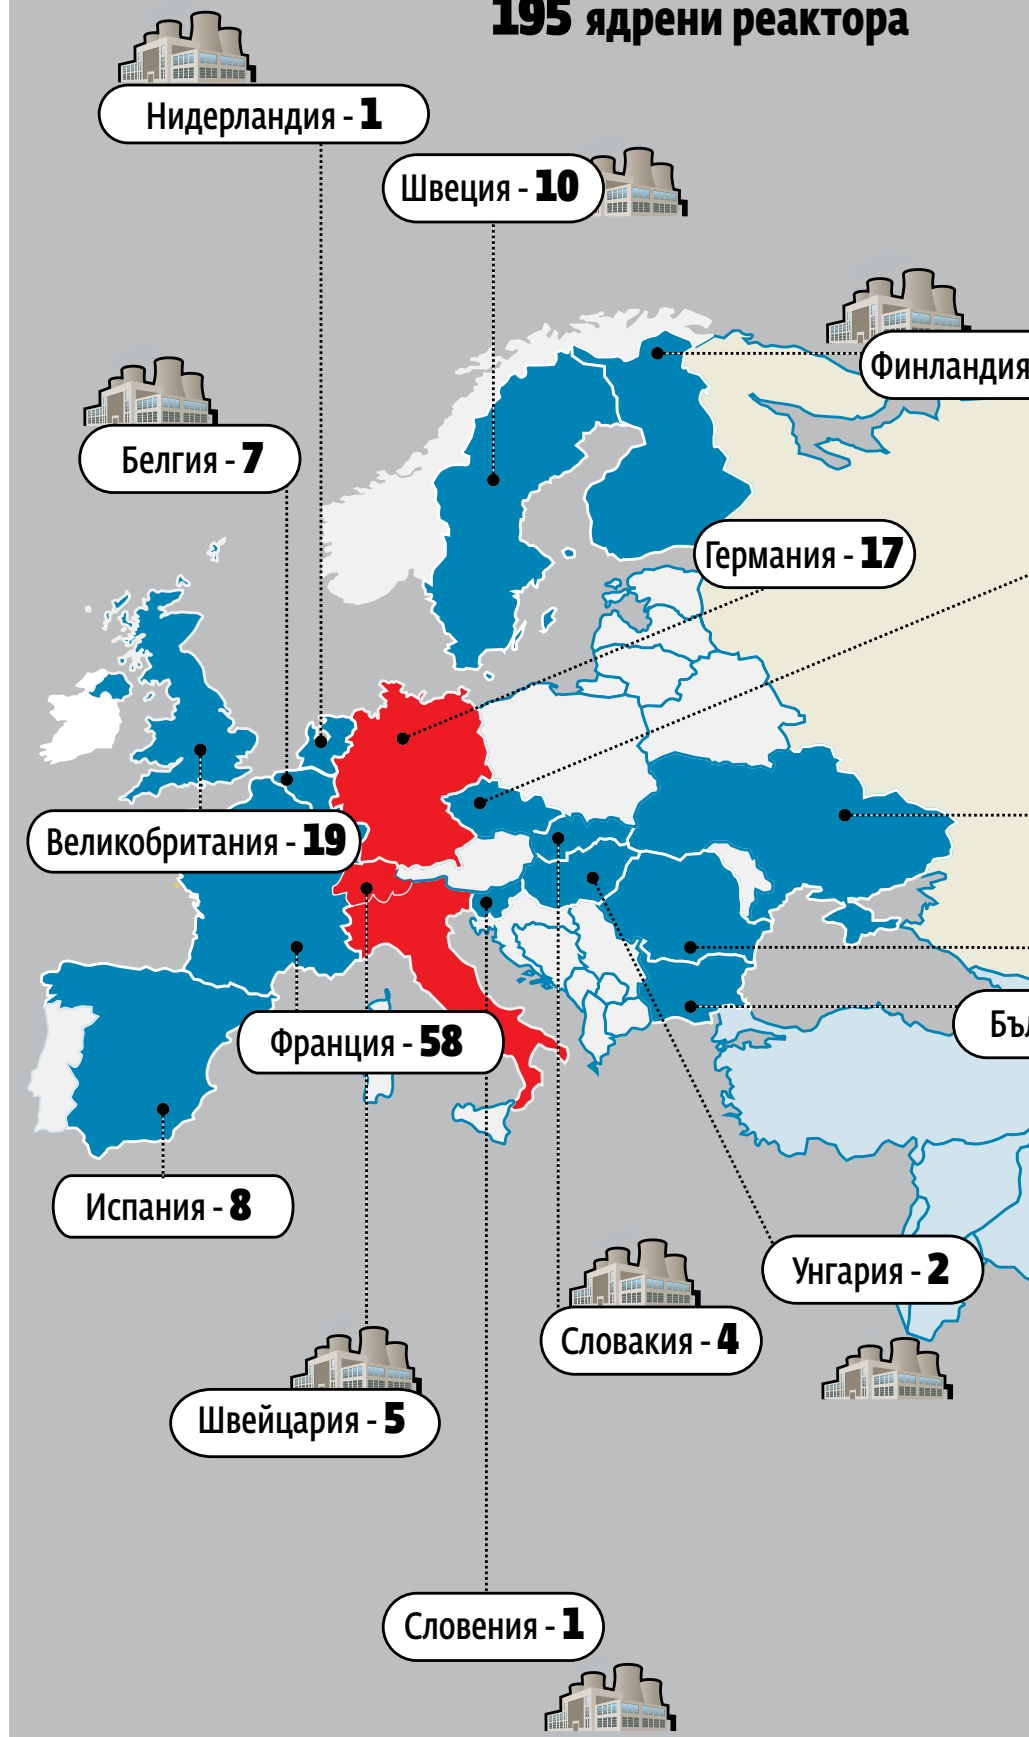 195 ядрени реактора
Нидерландия - 1
Швеция - 10
Финландия
Белгия - 7
Германия - 17
Великобритания - 19
Франция - 58
Испания - 8
Унгария - 2
Словакия - 4
Швейцария - 5
Словения - 1